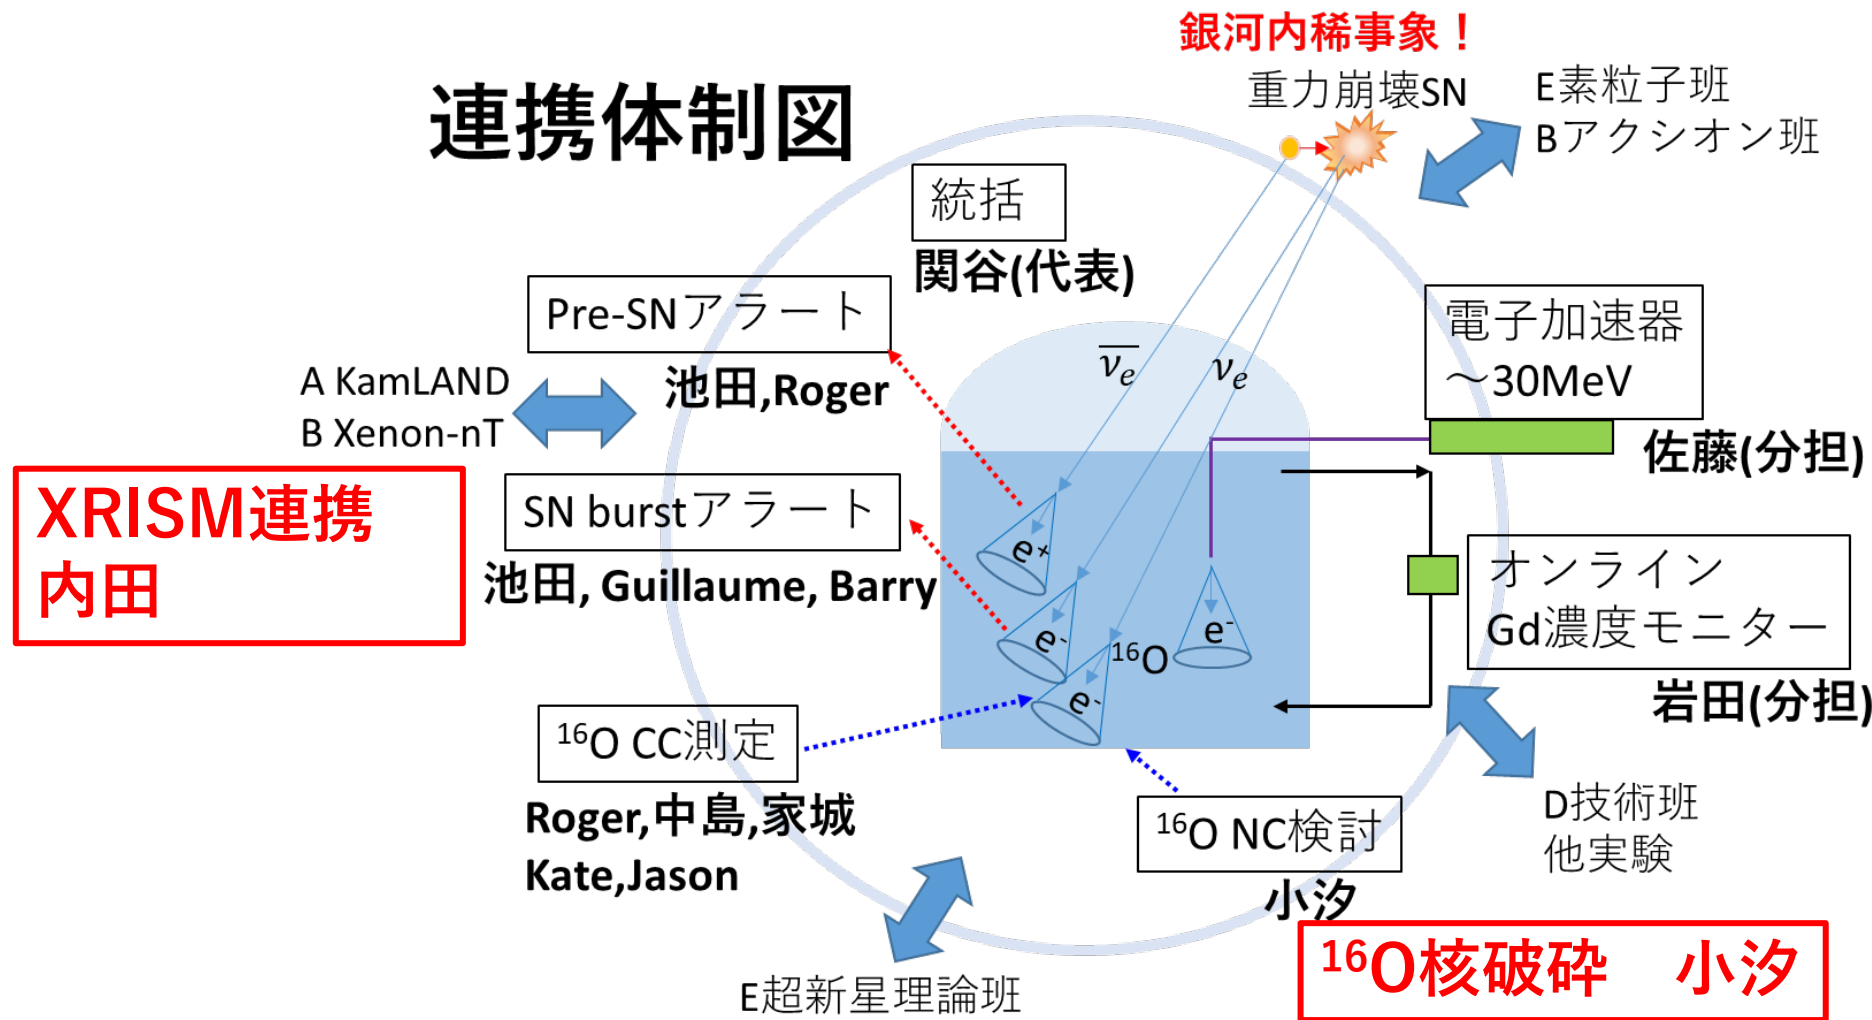 銀河内稀事象！
重力崩壊SN
連携体制図
E素粒子班
Bアクシオン班
統括
関谷(代表)
Pre-SNアラート
池田,Roger
A KamLAND
B Xenon-nT
XRISM連携
内田
SN burstアラート
池田, Guillaume, Barry
$\overline{\nu_e}$
$\nu_e$
電子加速器
～30MeV
佐藤(分担)
e⁺
e⁻
e⁻
¹⁶O
e⁻
オンライン
Gd濃度モニター
岩田(分担)
¹⁶O CC測定
Roger,中島,家城
Kate,Jason
¹⁶O NC検討
小汐
D技術班
他実験
¹⁶O核破砕　小汐
E超新星理論班